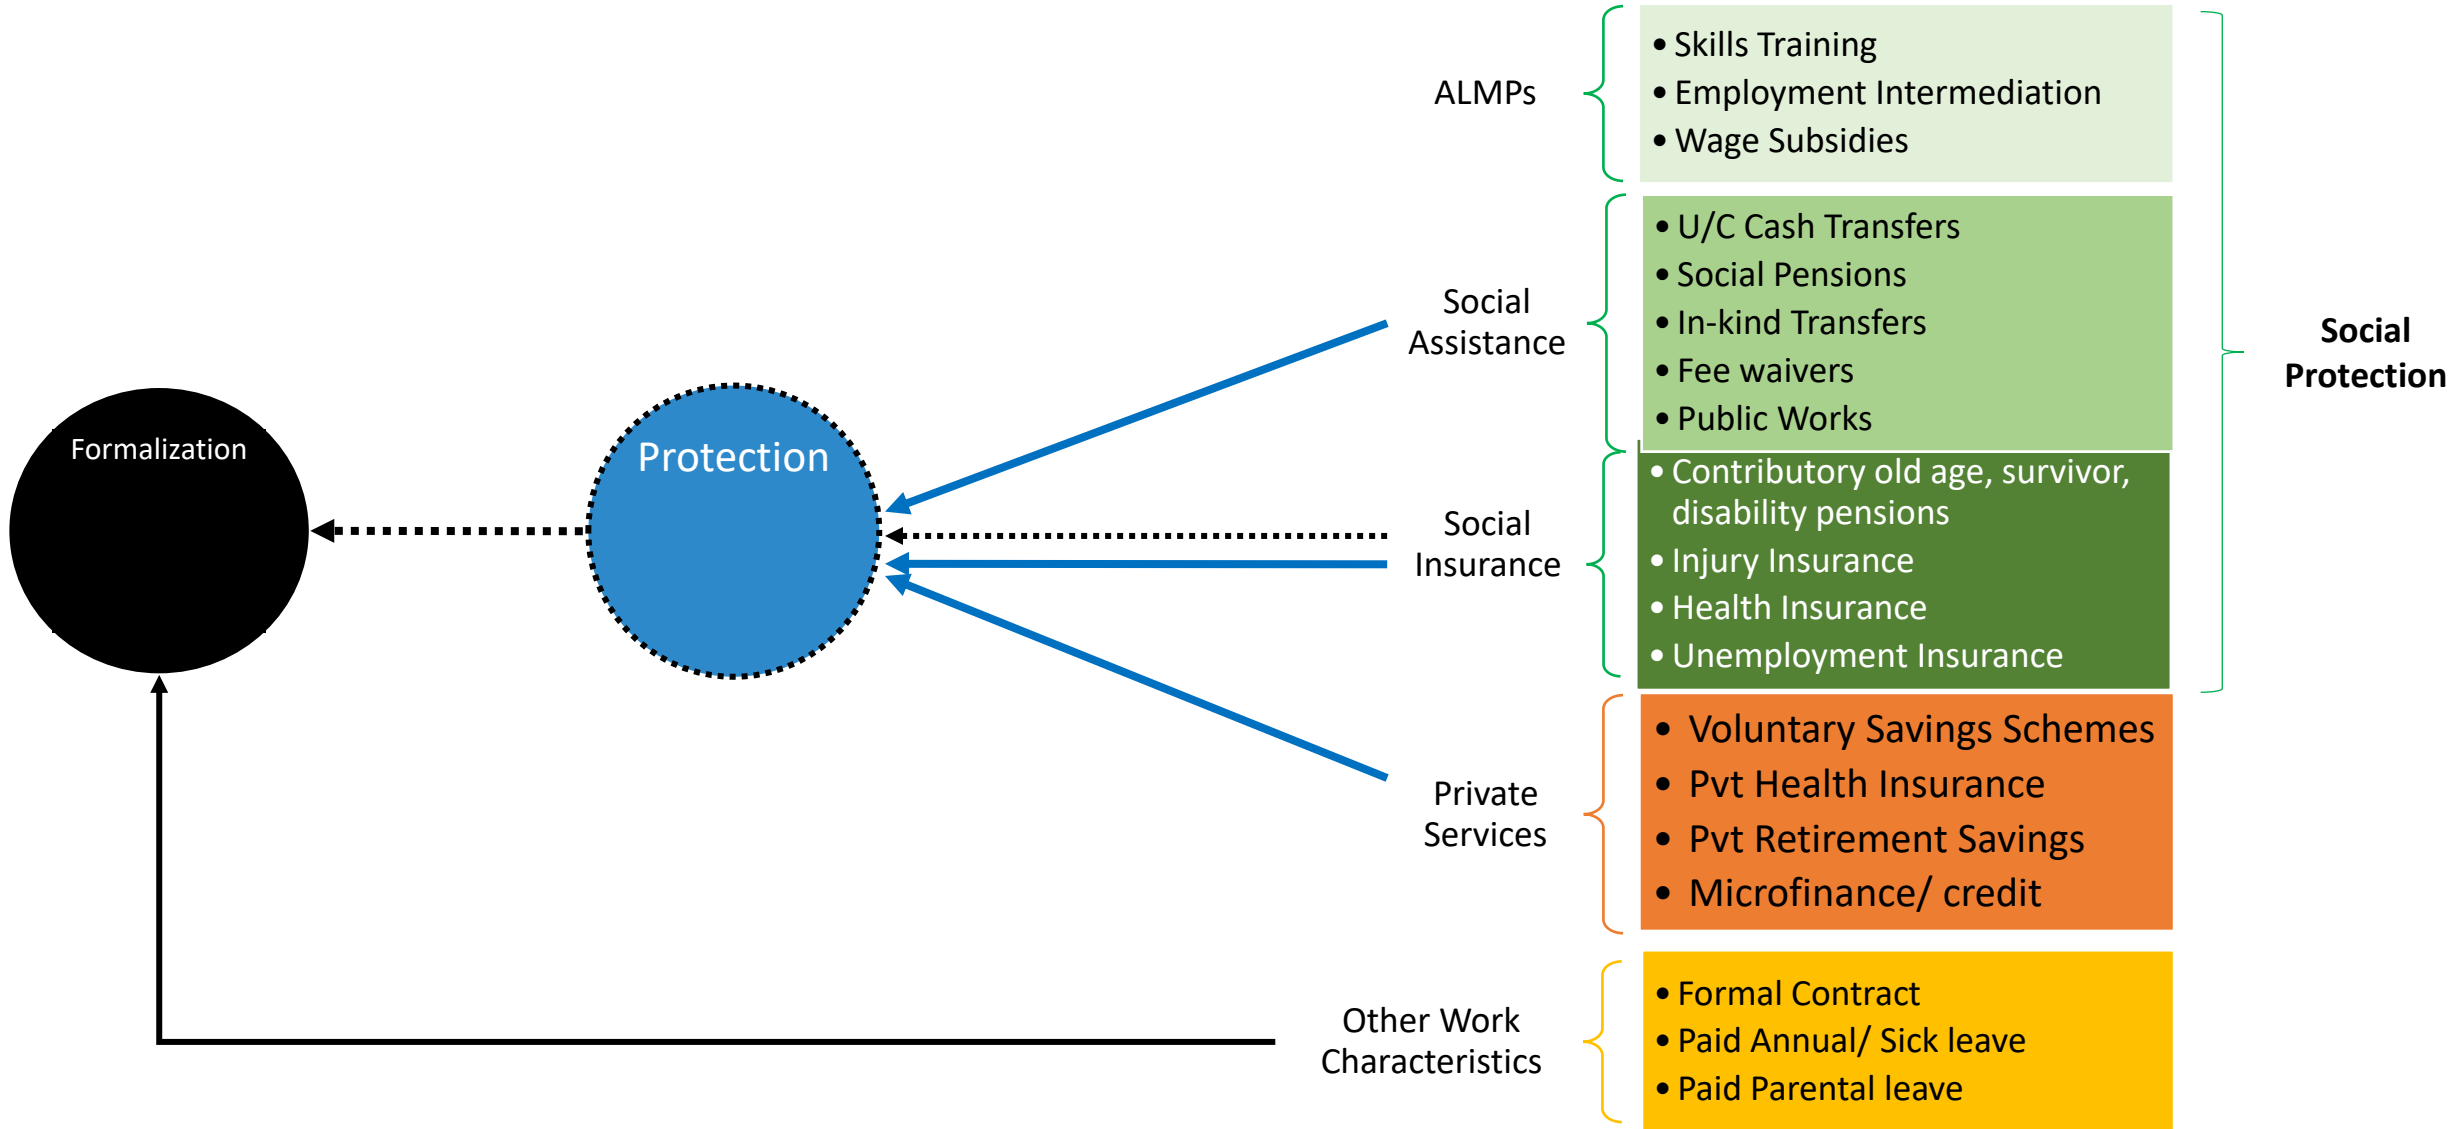 Formalization
Protection
ALMPs
• Skills Training
• Employment Intermediation
• Wage Subsidies
Social
Assistance
• U/C Cash Transfers
• Social Pensions
• In-kind Transfers
• Fee waivers
• Public Works
Social
Insurance
• Contributory old age, survivor,
disability pensions
• Injury Insurance
• Health Insurance
• Unemployment Insurance
Social
Protection
Private
Services
• Voluntary Savings Schemes
• Pvt Health Insurance
• Pvt Retirement Savings
• Microfinance/ credit
Other Work
Characteristics
• Formal Contract
• Paid Annual/ Sick leave
• Paid Parental leave